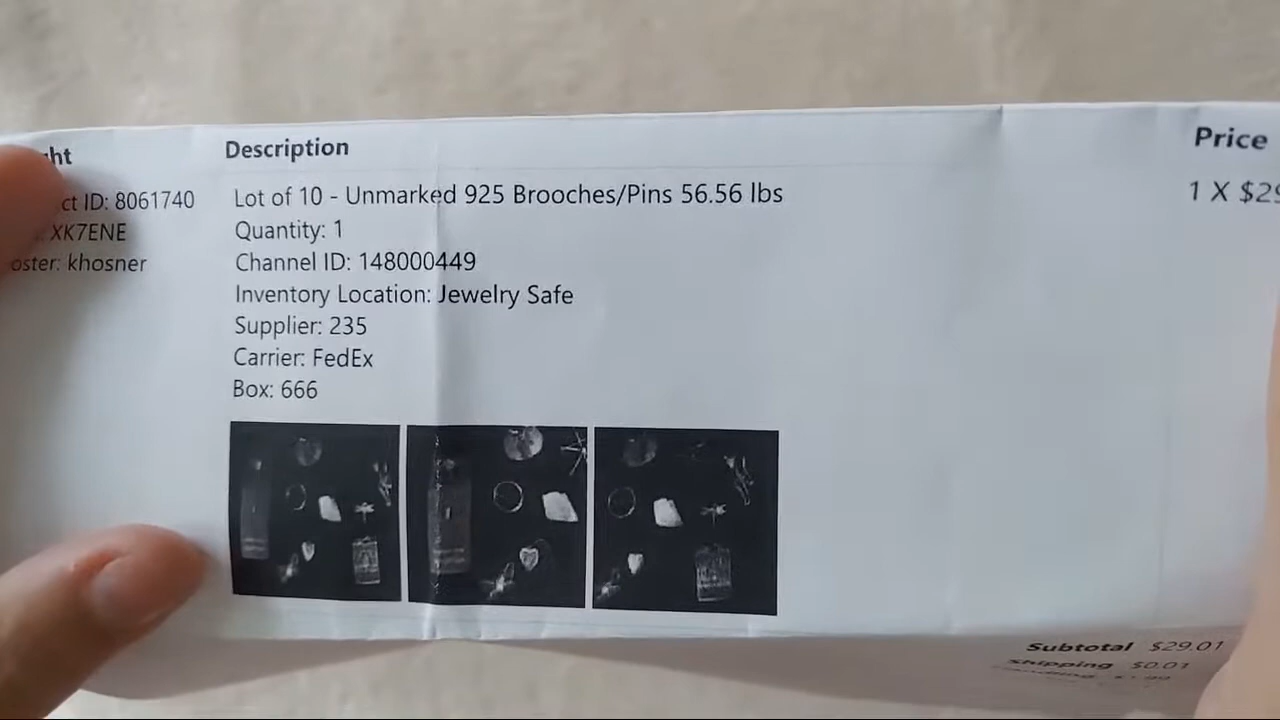 ht Description Price
ct ID: 8061740 Lot of 10 - Unmarked 925 Brooches/Pins 56.56 lbs 1 X $29
XK7ENE Quantity: 1
oster: khosner Channel ID: 148000449
Inventory Location: Jewelry Safe
Supplier: 235
Carrier: FedEx
Box: 666
Subtotal $29.01
Shipping $0.01